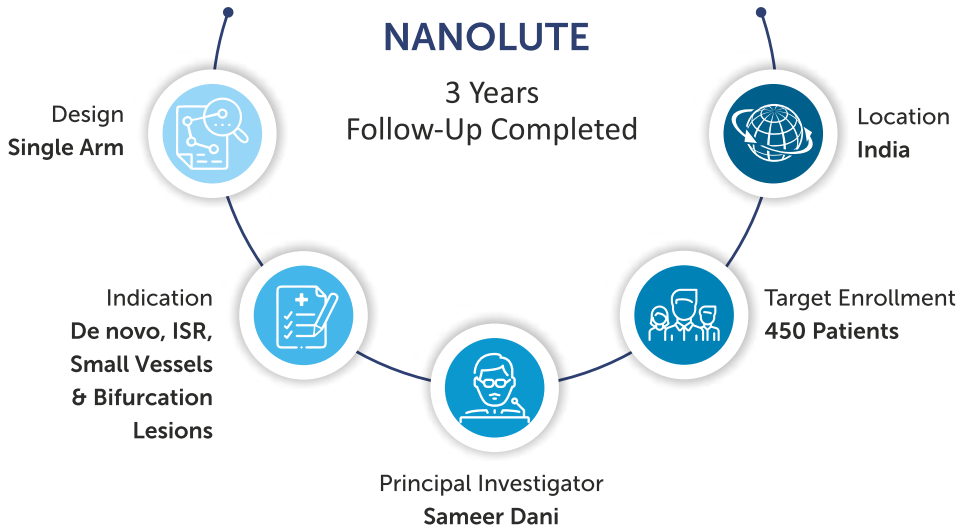 NANOLUTE
3 Years
Follow-Up Completed
Design
Single Arm
Location
India
Indication
De novo, ISR,
Small Vessels
& Bifurcation
Lesions
Target Enrollment
450 Patients
Principal Investigator
Sameer Dani